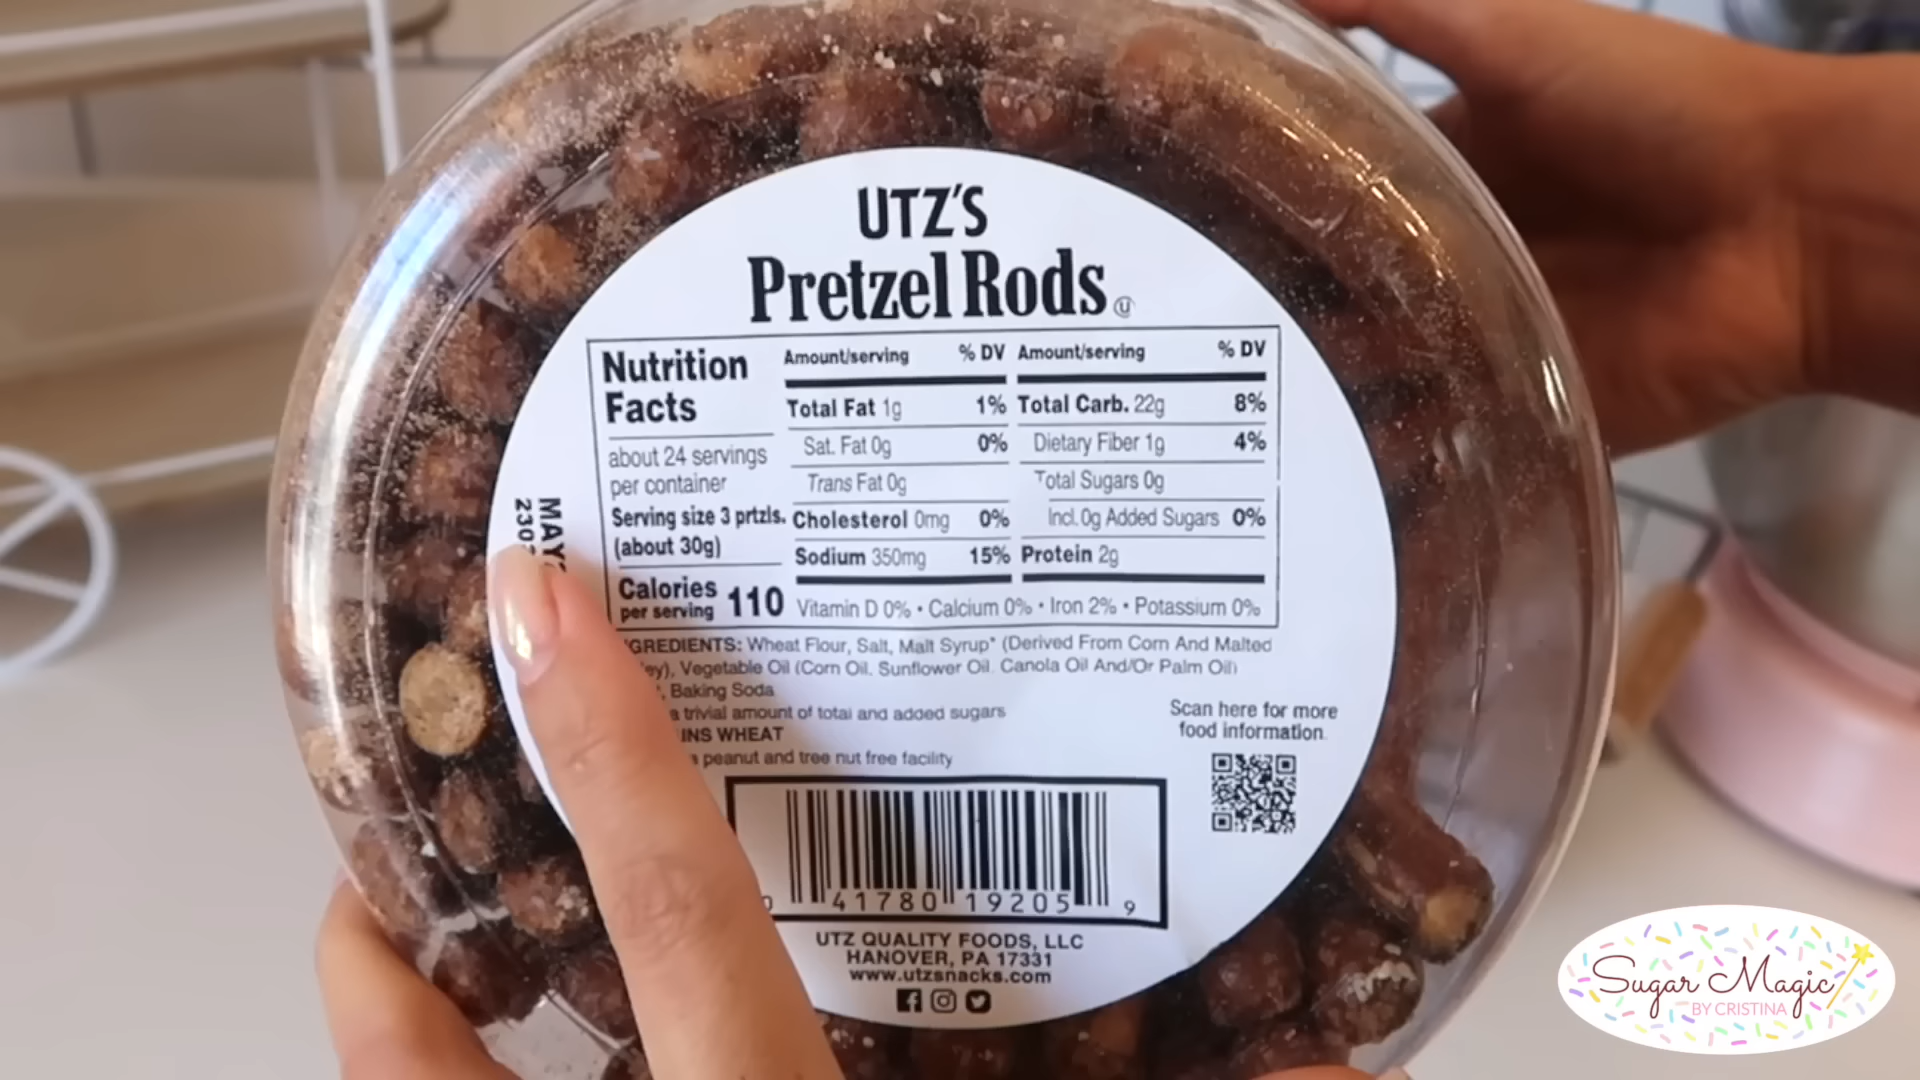 UTZ'S
Pretzel Rods
Nutrition
Facts
about 24 servings
per container
Serving size 3 prtzls.
(about 30g)
Calories
per serving 110
Amount/serving % DV
Total Fat 1g 1%
Sat. Fat 0g 0%
Trans Fat 0g
Cholesterol 0mg 0%
Sodium 350mg 15%
Amount/serving % DV
Total Carb. 22g 8%
Dietary Fiber 1g 4%
Total Sugars 0g
Incl. 0g Added Sugars 0%
Protein 2g
Vitamin D 0% • Calcium 0% • Iron 2% • Potassium 0%
GREDIENTS: Wheat Flour, Salt, Malt Syrup* (Derived From Corn And Malted
ey), Vegetable Oil (Corn Oil, Sunflower Oil, Canola Oil And/Or Palm Oil)
, Baking Soda
a trivial amount of total and added sugars
INS WHEAT
peanut and tree nut free facility
Scan here for more
food information.
0 41780 19205 9
UTZ QUALITY FOODS, LLC
HANOVER, PA 17331
www.utzsnacks.com
MAY
230
Sugar Magic
BY CRISTINA